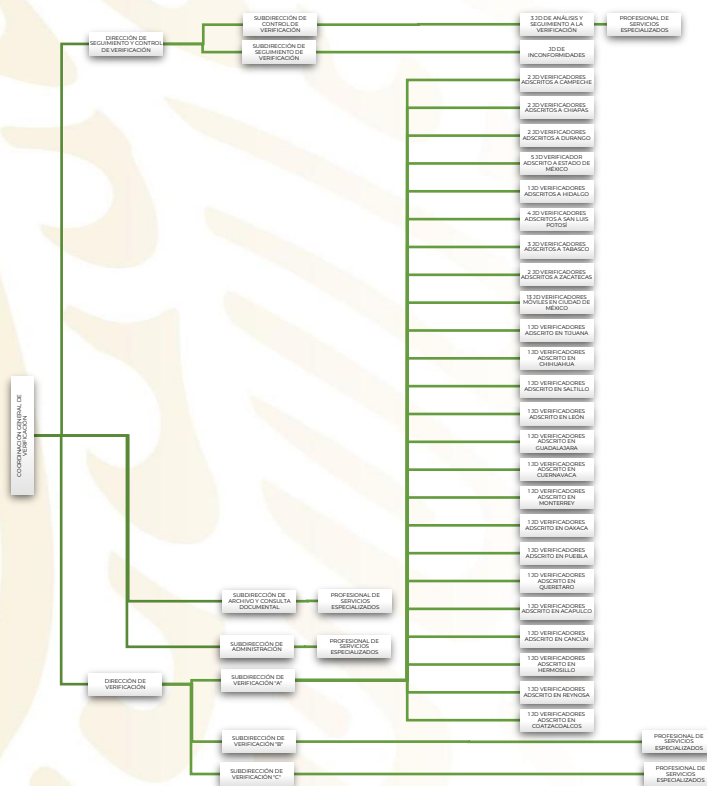 COORDINACIÓN GENERAL DE
VERIFICACIÓN
DIRECCIÓN DE
SEGUIMIENTO Y CONTROL
DE VERIFICACIÓN
SUBDIRECCIÓN DE
CONTROL DE
VERIFICACIÓN
3 JD DE ANÁLISIS Y
SEGUIMIENTO A LA
VERIFICACIÓN
PROFESIONAL DE
SERVICIOS
ESPECIALIZADOS
SUBDIRECCIÓN DE
SEGUIMIENTO DE
VERIFICACIÓN
JD DE
INCONFORMIDADES
2 JD VERIFICADORES
ADSCRITOS A CAMPECHE
2 JD VERIFICADORES
ADSCRITOS A CHIAPAS
2 JD VERIFICADORES
ADSCRITOS A DURANGO
5 JD VERIFICADOR
ADSCRITO A ESTADO DE
MÉXICO
1 JD VERIFICADORES
ADSCRITOS A HIDALGO
4 JD VERIFICADORES
ADSCRITOS A SAN LUIS
POTOSÍ
3 JD VERIFICADORES
ADSCRITOS A TABASCO
2 JD VERIFICADORES
ADSCRITOS A ZACATECAS
13 JD VERIFICADORES
MÓVILES EN CIUDAD DE
MÉXICO
1 JD VERIFICADORES
ADSCRITO EN TIJUANA
1 JD VERIFICADORES
ADSCRITO EN
CHIHUAHUA
1 JD VERIFICADORES
ADSCRITO EN SALTILLO
1 JD VERIFICADORES
ADSCRITO EN LEÓN
1 JD VERIFICADORES
ADSCRITO EN
GUADALAJARA
1 JD VERIFICADORES
ADSCRITO EN
CUERNAVACA
1 JD VERIFICADORES
ADSCRITO EN
MONTERREY
1 JD VERIFICADORES
ADSCRITO EN OAXACA
1 JD VERIFICADORES
ADSCRITO EN PUEBLA
1 JD VERIFICADORES
ADSCRITO EN
QUERETARO
1 JD VERIFICADORES
ADSCRITO EN ACAPULCO
1 JD VERIFICADORES
ADSCRITO EN CANCÚN
1 JD VERIFICADORES
ADSCRITO EN
HERMOSILLO
1 JD VERIFICADORES
ADSCRITO EN REYNOSA
1 JD VERIFICADORES
ADSCRITO EN
COATZACOALCOS
SUBDIRECCIÓN DE
ARCHIVO Y CONSULTA
DOCUMENTAL
PROFESIONAL DE
SERVICIOS
ESPECIALIZADOS
SUBDIRECCIÓN DE
ADMINISTRACIÓN
PROFESIONAL DE
SERVICIOS
ESPECIALIZADOS
DIRECCIÓN DE
VERIFICACIÓN
SUBDIRECCIÓN DE
VERIFICACIÓN "A"
SUBDIRECCIÓN DE
VERIFICACIÓN "B"
PROFESIONAL DE
SERVICIOS
ESPECIALIZADOS
SUBDIRECCIÓN DE
VERIFICACIÓN "C"
PROFESIONAL DE
SERVICIOS
ESPECIALIZADOS